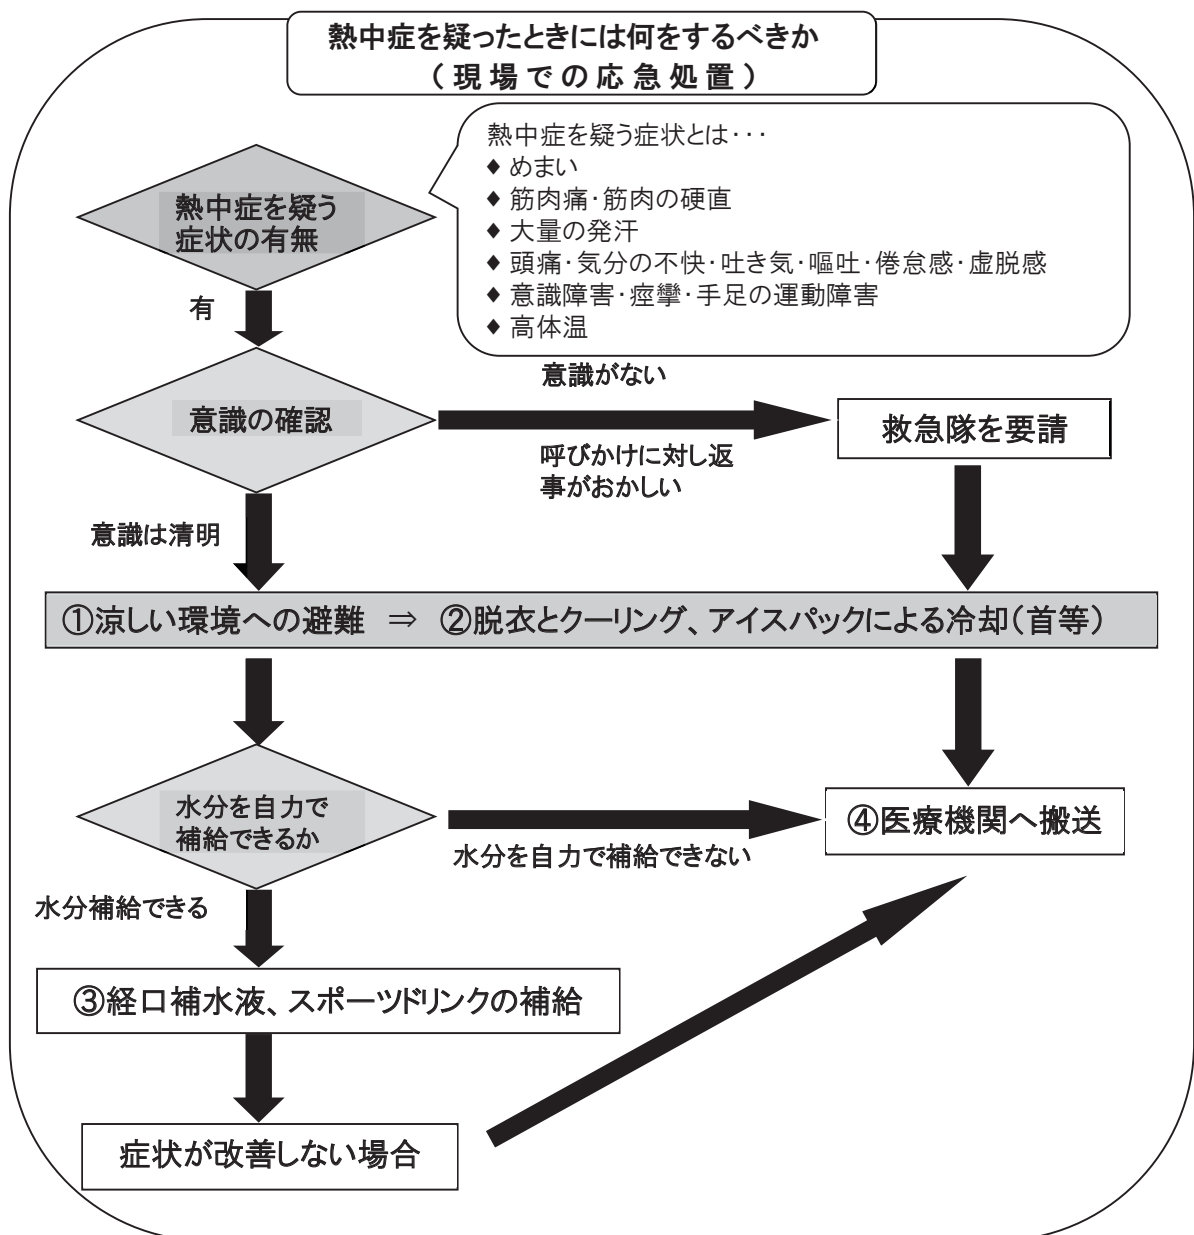 熱中症を疑ったときには何をするべきか
(現場での応急処置)
熱中症を疑う症状とは・・・
♦ めまい
♦ 筋肉痛・筋肉の硬直
♦ 大量の発汗
♦ 頭痛・気分の不快・吐き気・嘔吐・倦怠感・虚脱感
♦ 意識障害・痙攣・手足の運動障害
♦ 高体温
熱中症を疑う
症状の有無
有
意識の確認
意識がない
呼びかけに対し返
事がおかしい
救急隊を要請
意識は清明
①涼しい環境への避難 ⇒ ②脱衣とクーリング、アイスパックによる冷却(首等)
水分を自力で
補給できるか
水分を自力で補給できない
④医療機関へ搬送
水分補給できる
③経口補水液、スポーツドリンクの補給
症状が改善しない場合